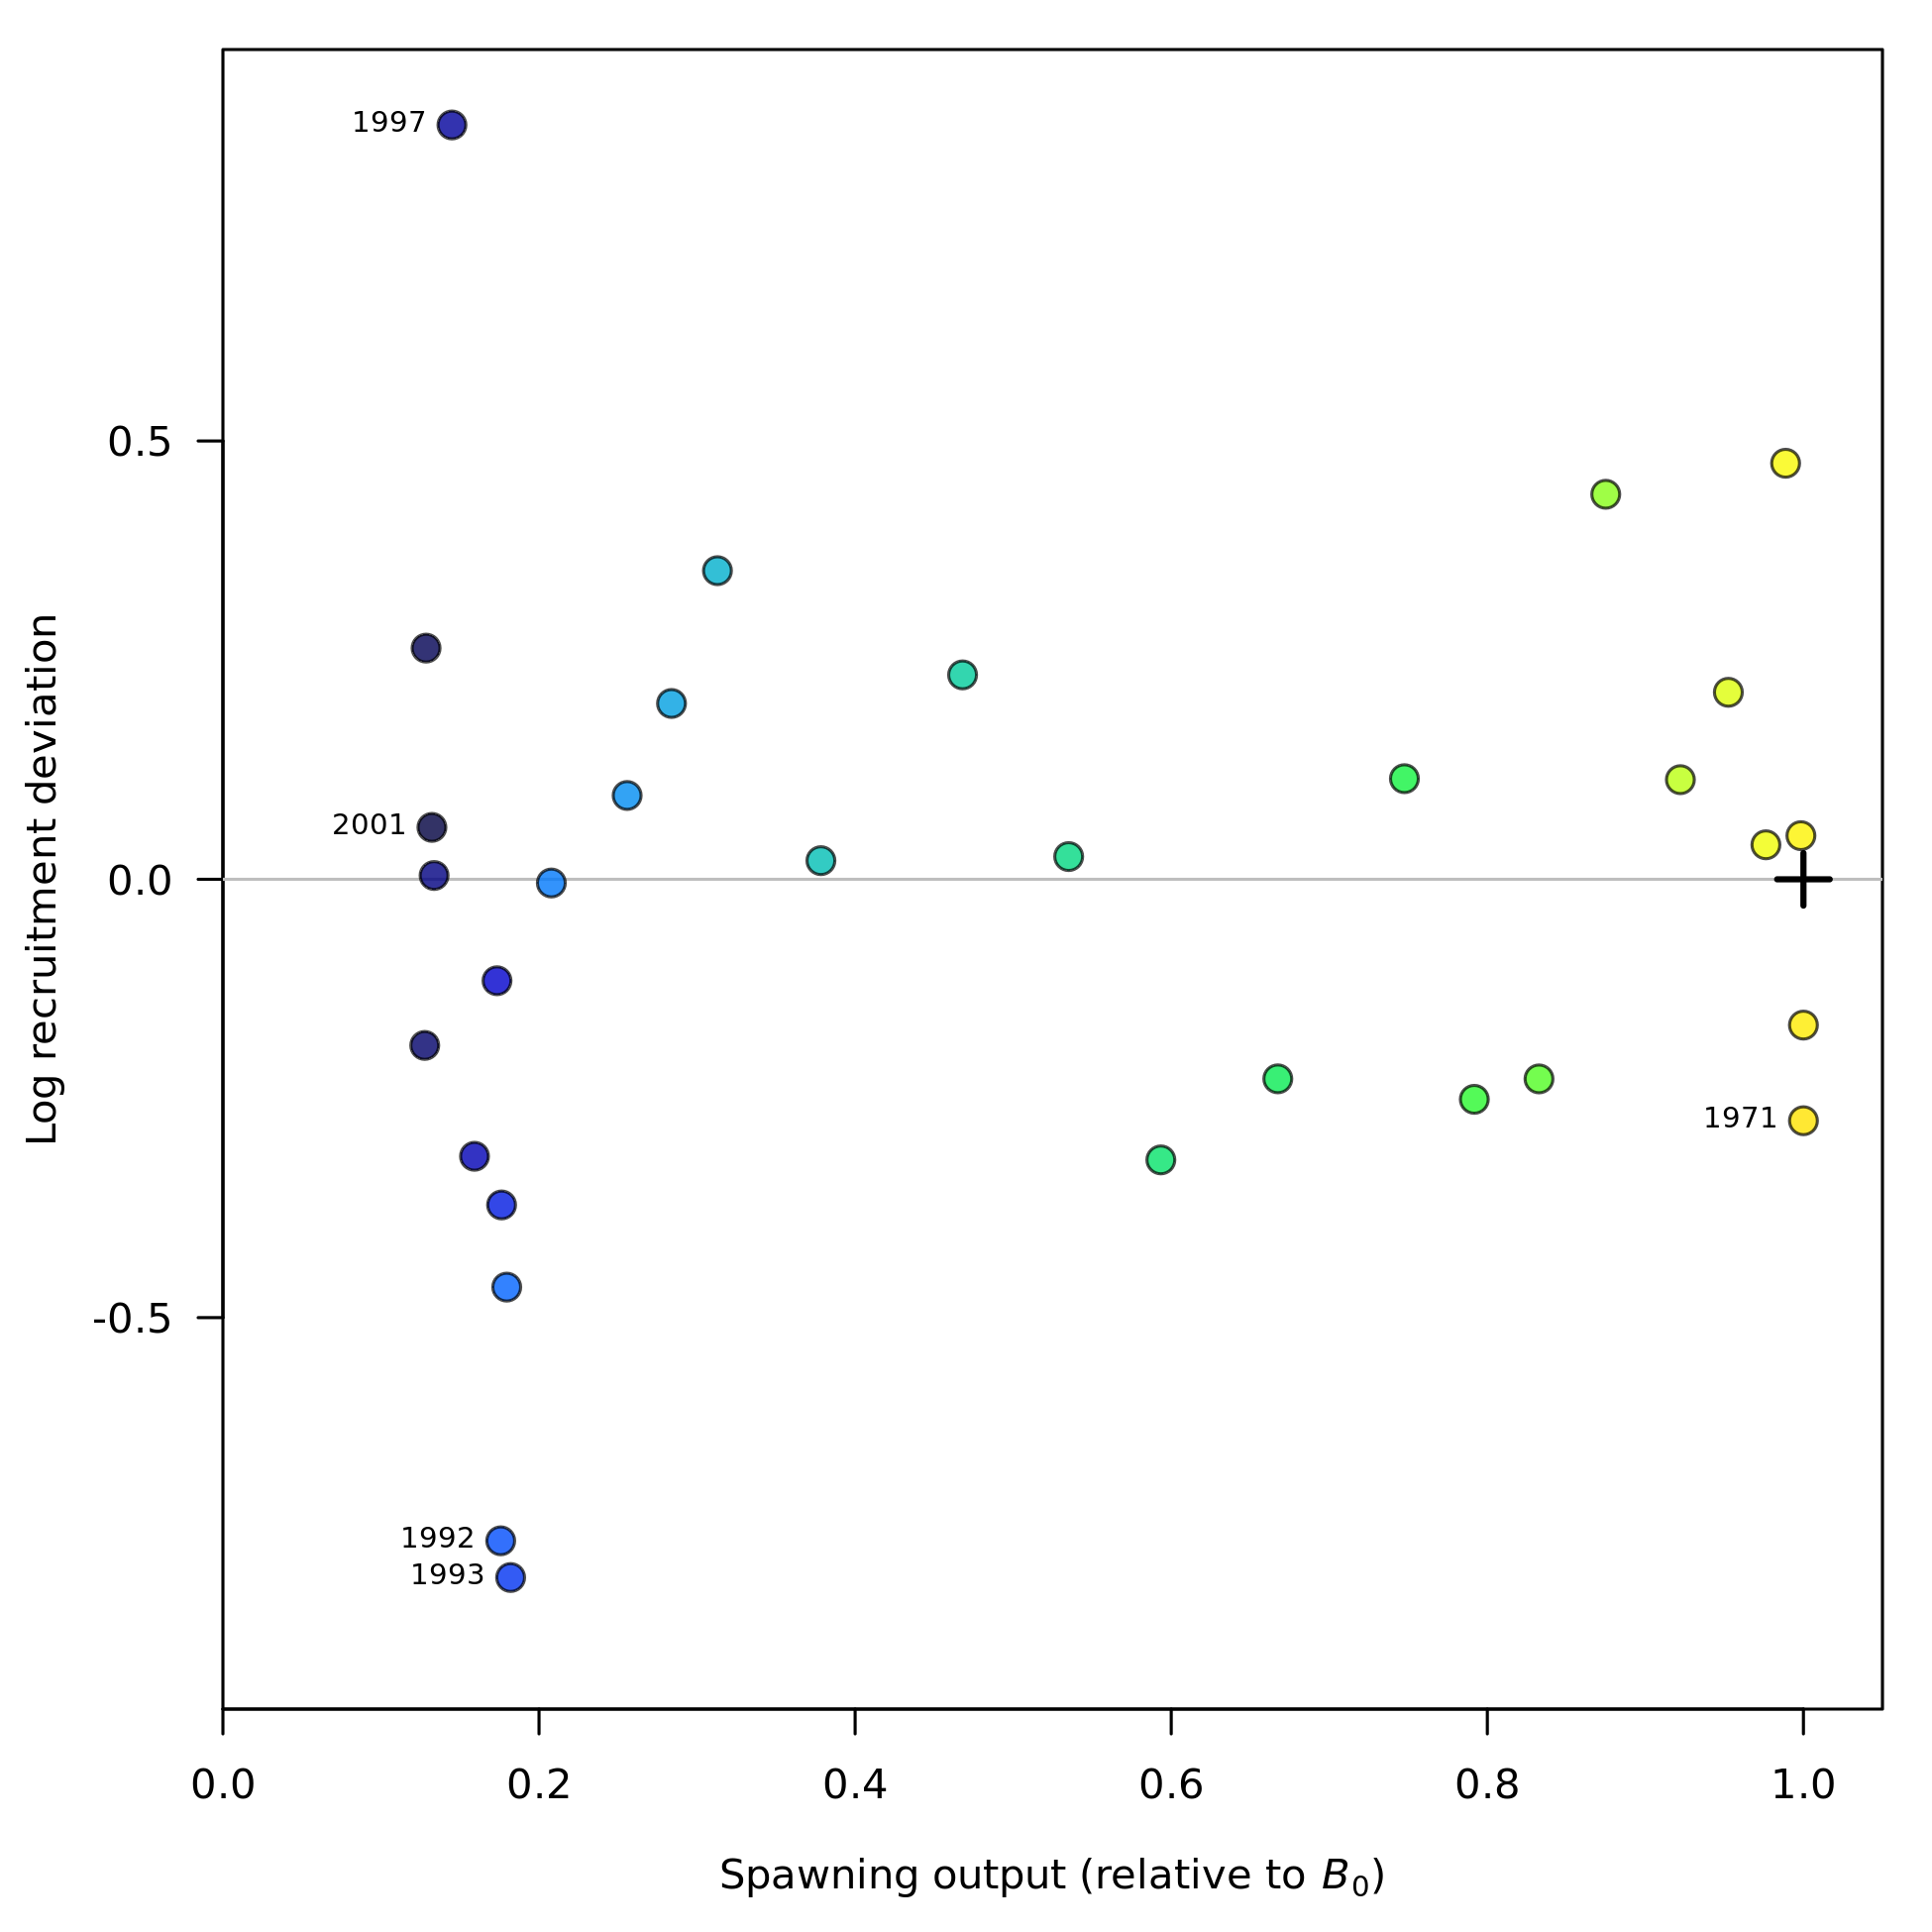 1997
0.5
2001
0.0
1971
-0.5
1992
1993
Log recruitment deviation
0.0 0.2 0.4 0.6 0.8 1.0
Spawning output (relative to B₀)